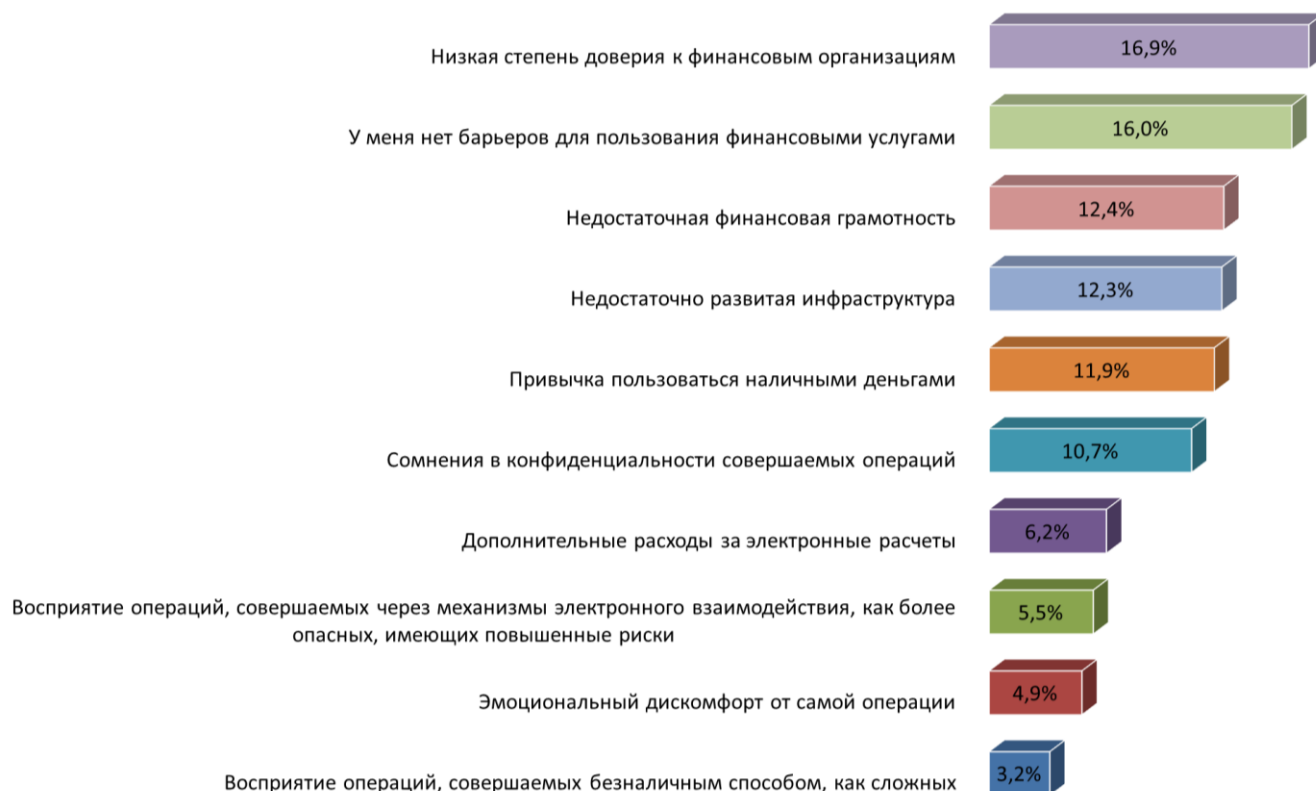 Низкая степень доверия к финансовым организациям
16,9%
У меня нет барьеров для пользования финансовыми услугами
16,0%
Недостаточная финансовая грамотность
12,4%
Недостаточно развитая инфраструктура
12,3%
Привычка пользоваться наличными деньгами
11,9%
Сомнения в конфиденциальности совершаемых операций
10,7%
Дополнительные расходы за электронные расчеты
6,2%
Восприятие операций, совершаемых через механизмы электронного взаимодействия, как более
опасных, имеющих повышенные риски
5,5%
Эмоциональный дискомфорт от самой операции
4,9%
Восприятие операций, совершаемых безналичным способом, как сложных
3,2%